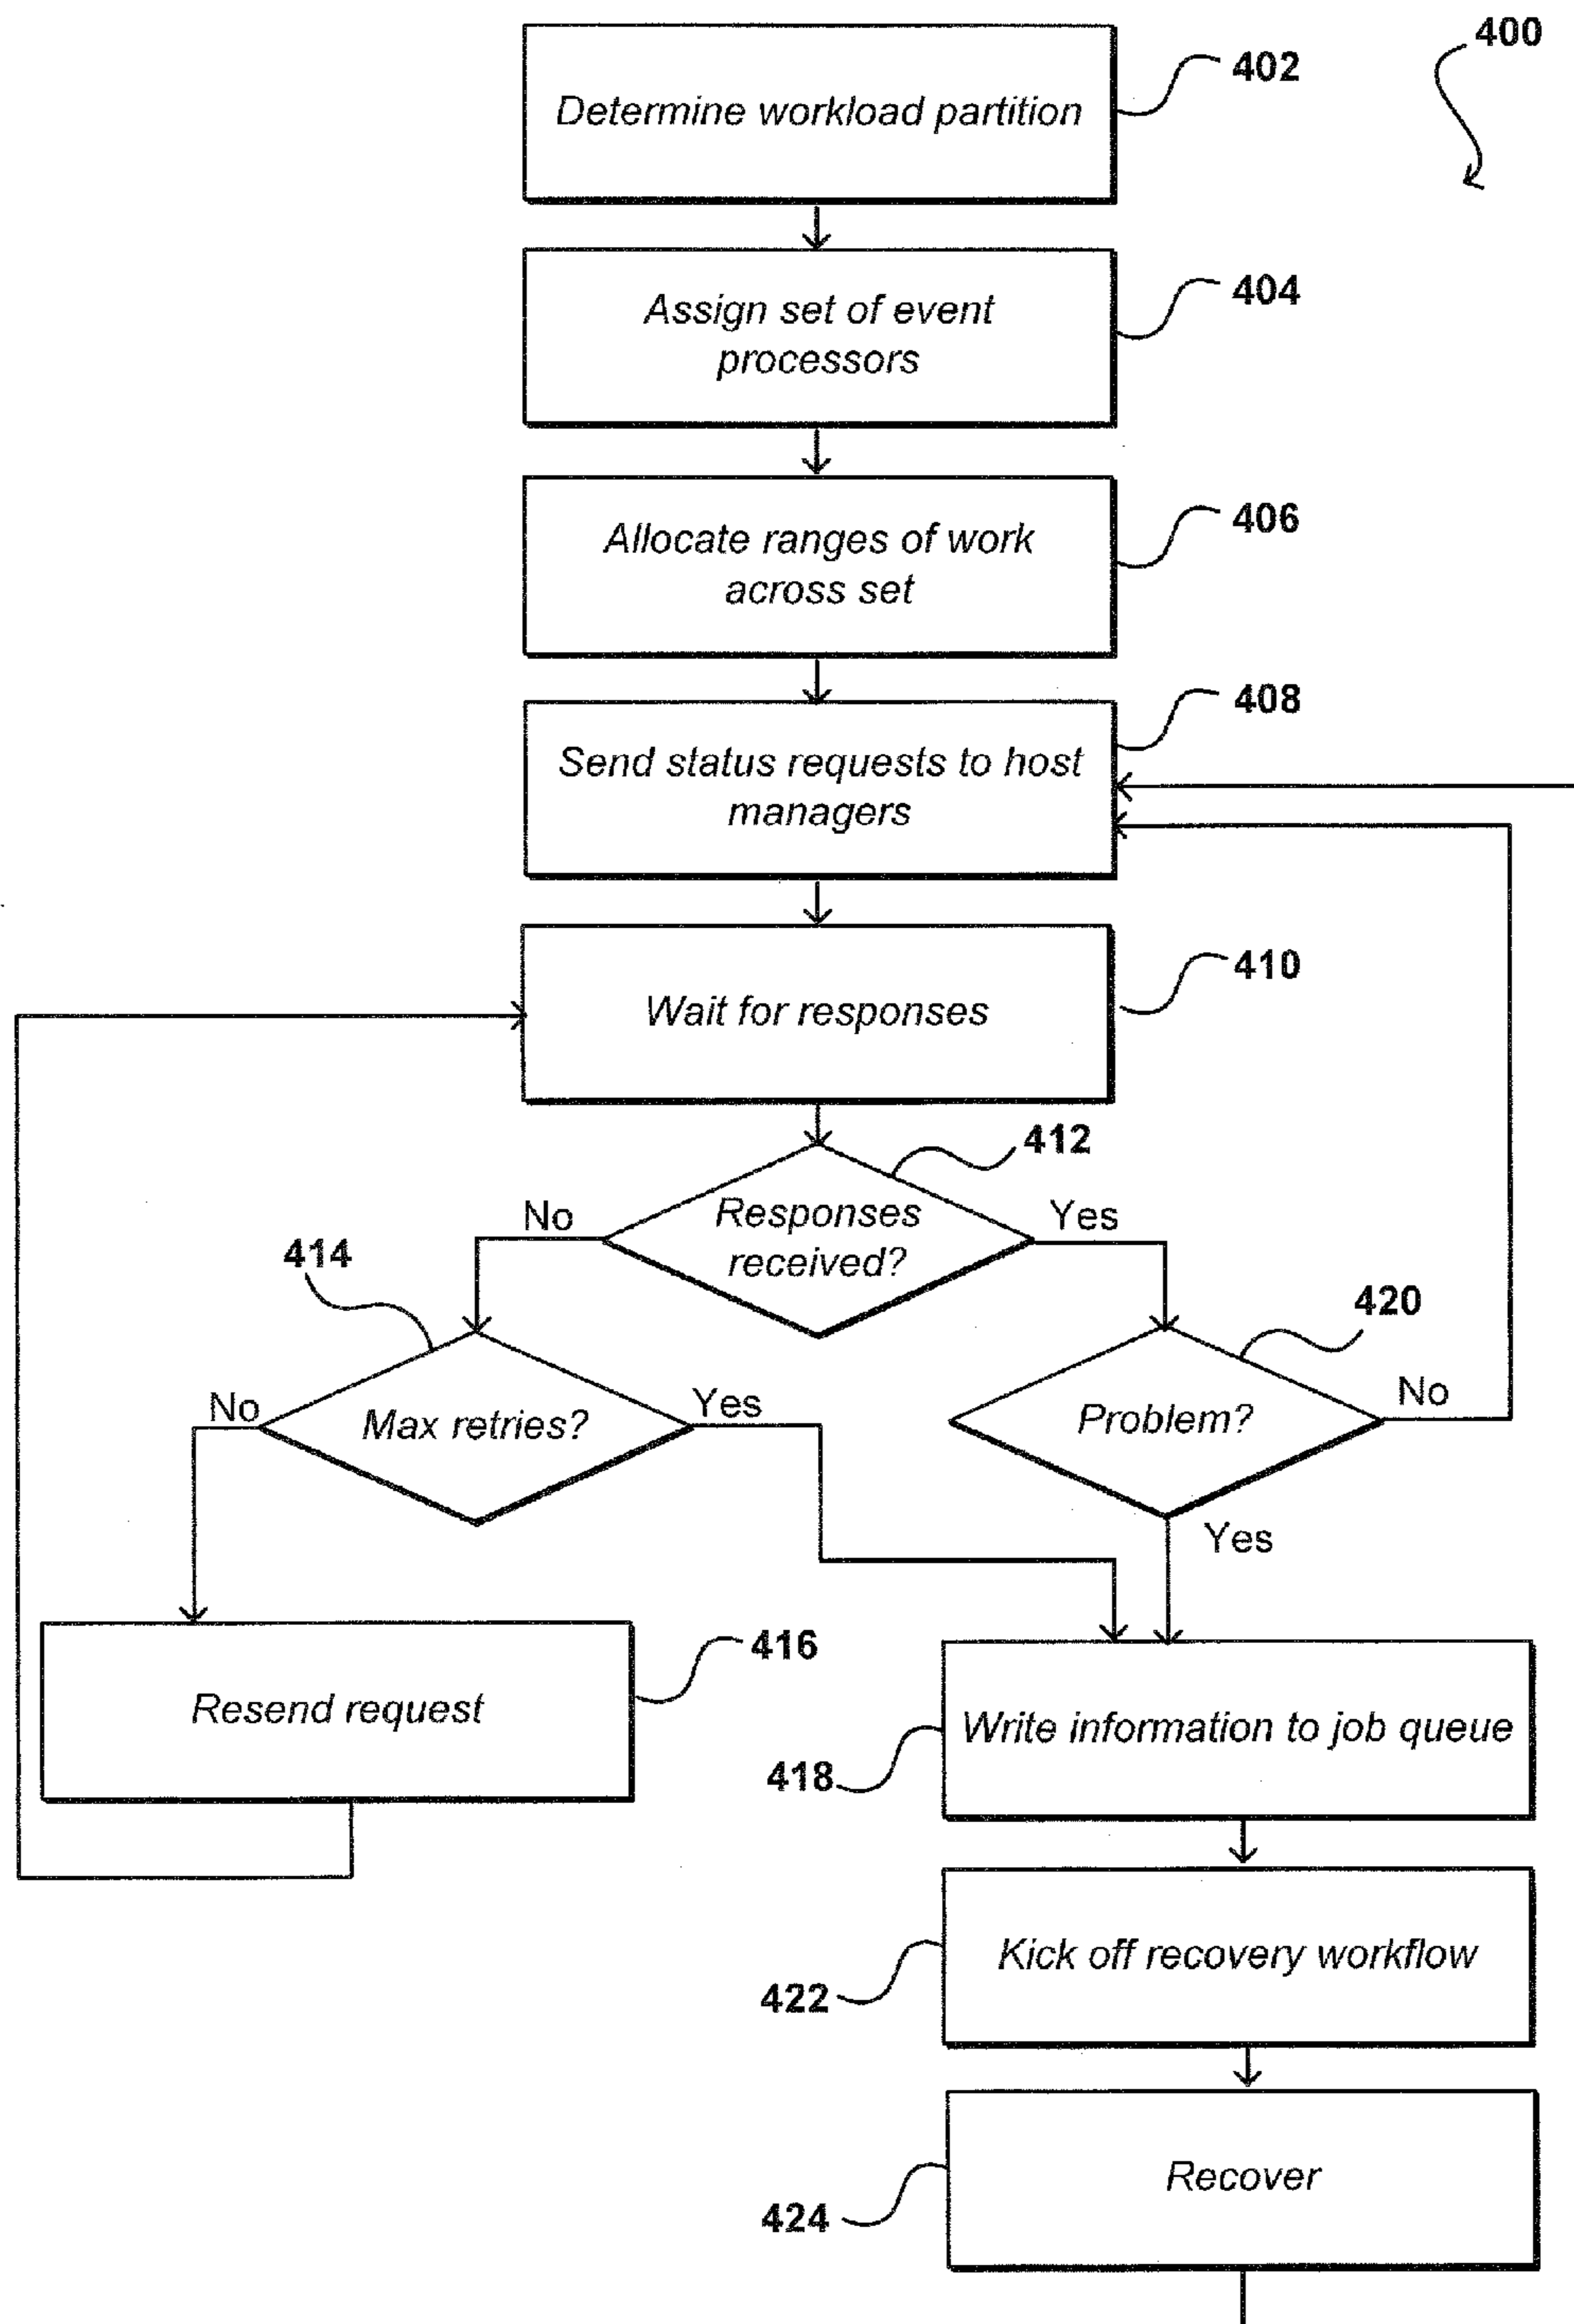 400
402
Determine workload partition
404
Assign set of event
processors
406
Allocate ranges of work
across set
408
Send status requests to host
managers
410
Wait for responses
412
No
Responses
received?
Yes
414
420
No
Max retries?
Yes
Problem?
No
Yes
416
Resend request
Write information to job queue
418
Kick off recovery workflow
422
Recover
424